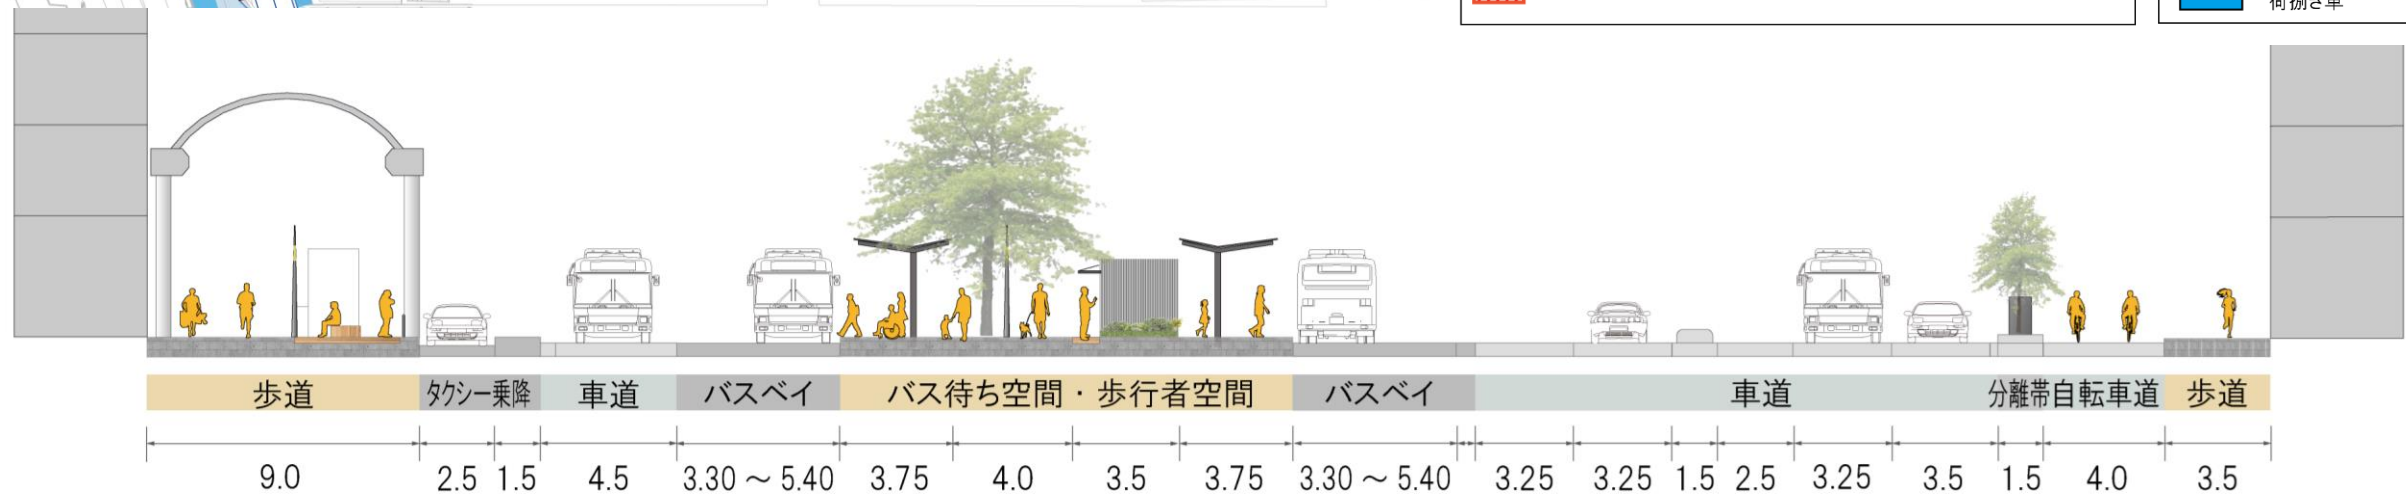 荷捌き車
歩道 タクシー乗降 車道 バスベイ バス待ち空間・歩行者空間 バスベイ 車道 分離帯 自転車道 歩道
9.0 2.5 1.5 4.5 3.30 ～ 5.40 3.75 4.0 3.5 3.75 3.30 ～ 5.40 3.25 3.25 1.5 2.5 3.25 3.5 1.5 4.0 3.5